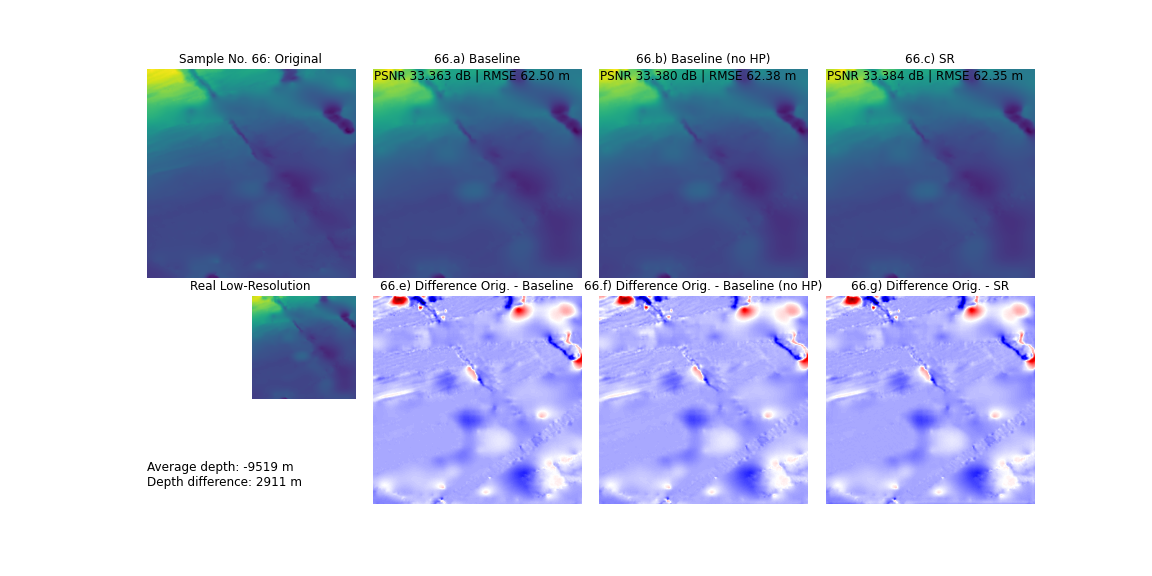 Sample No. 66: Original
66.a) Baseline
66.b) Baseline (no HP)
66.c) SR
PSNR 33.363 dB | RMSE 62.50 m
PSNR 33.380 dB | RMSE 62.38 m
PSNR 33.384 dB | RMSE 62.35 m
Real Low-Resolution
66.e) Difference Orig. - Baseline
66.f) Difference Orig. - Baseline (no HP)
66.g) Difference Orig. - SR
Average depth: -9519 m
Depth difference: 2911 m